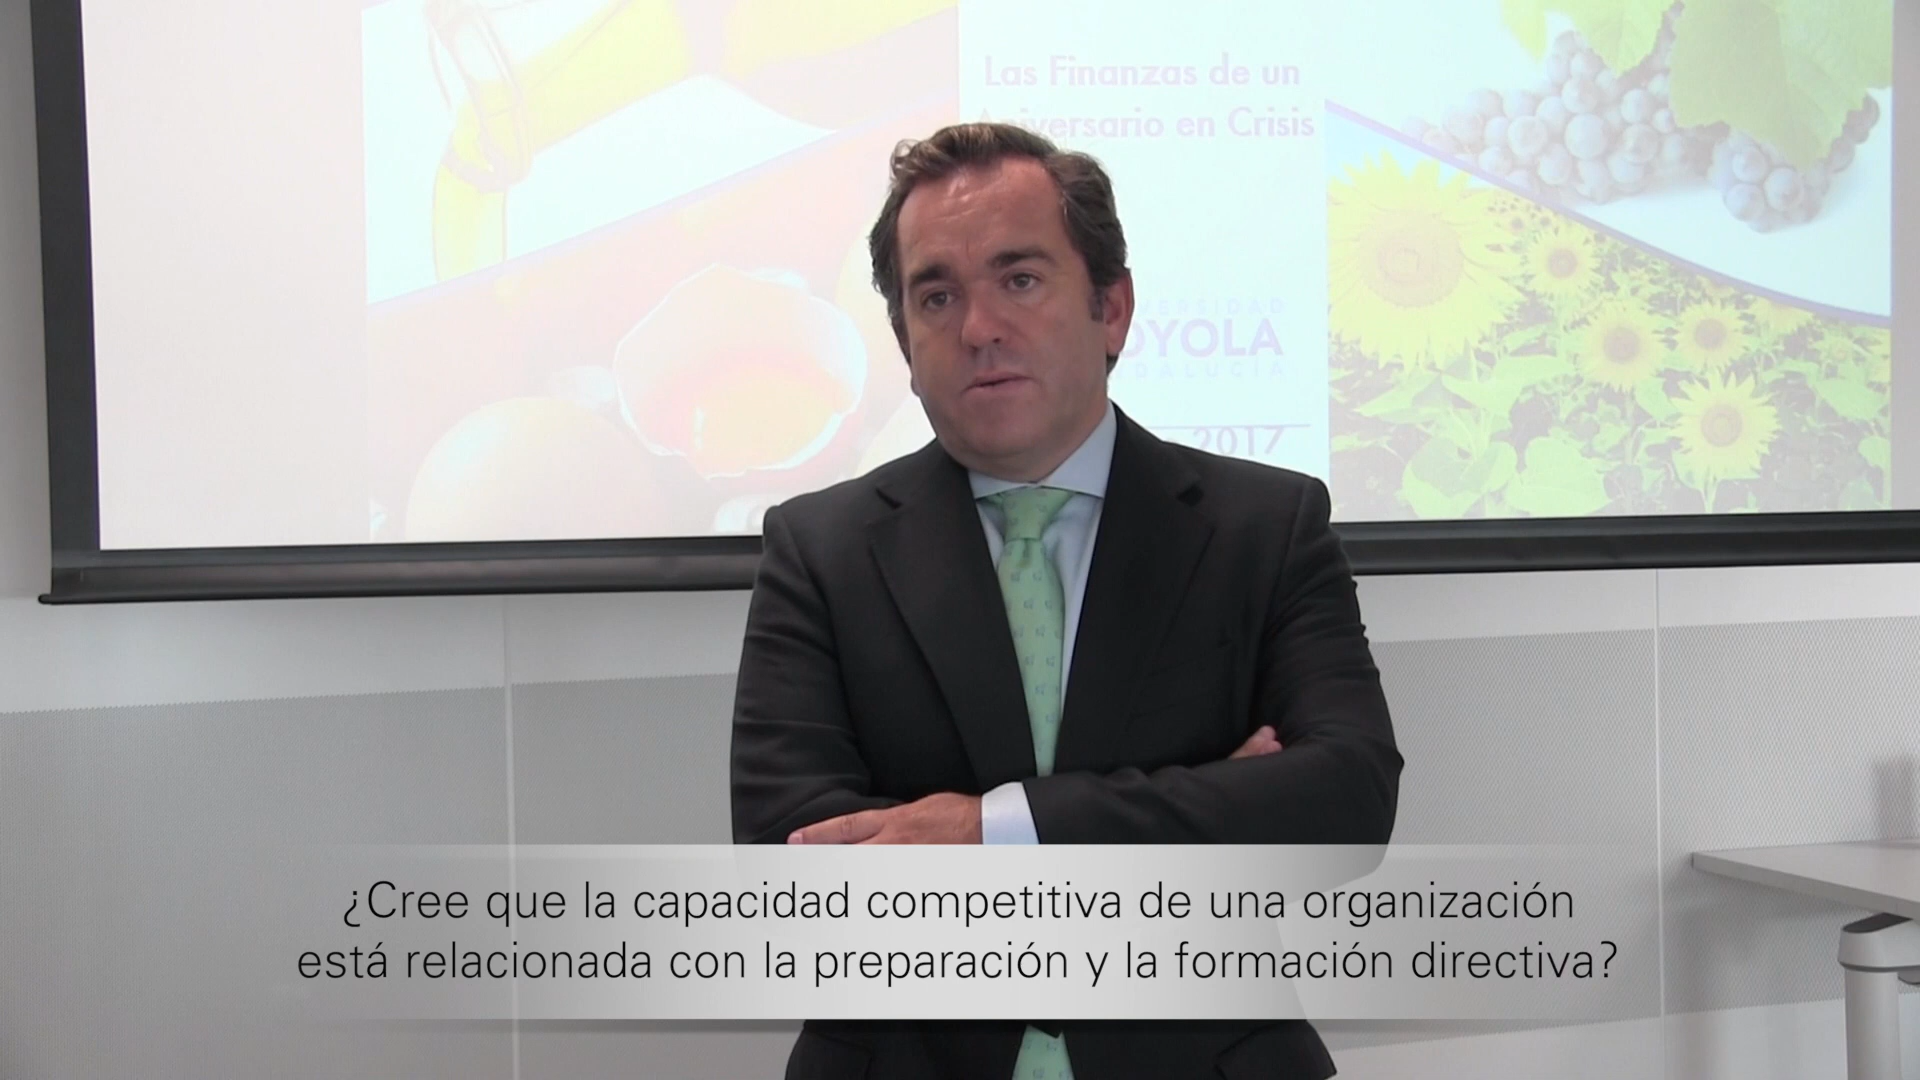 Las Finanzas de un
Aniversario en Crisis
OYOLA
2017
¿Cree que la capacidad competitiva de una organización
está relacionada con la preparación y la formación directiva?